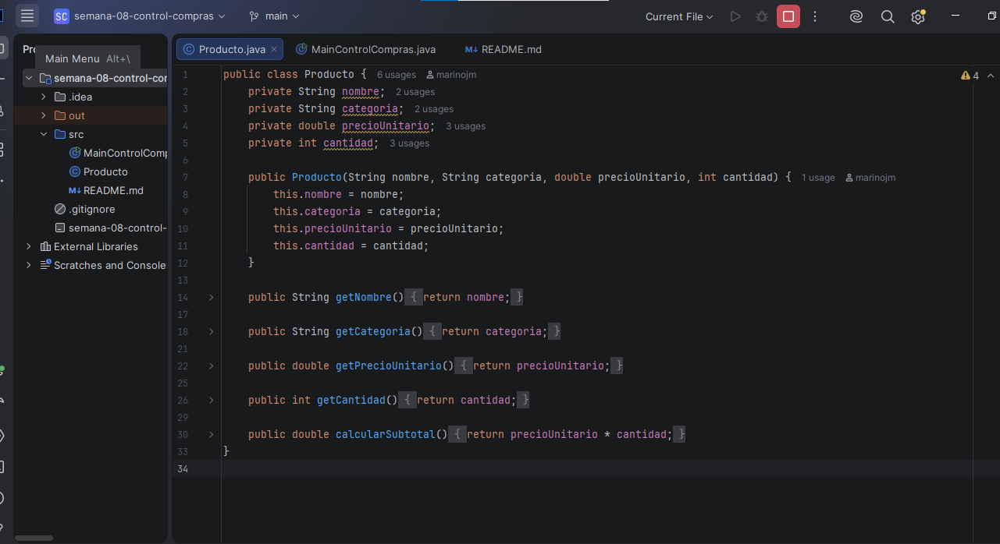 SC semana-08-control-compras main Current File
Pro
Main Menu Alt+\
Producto.java MainControlCompras.java M↓ README.md
semana-08-control-cor
.idea
out
src
MainControlComp
Producto
M↓ README.md
.gitignore
semana-08-control-
External Libraries
Scratches and Console
4
1 public class Producto { 6 usages marinojm
2 private String nombre; 2 usages
3 private String categoria; 2 usages
4 private double precioUnitario; 3 usages
5 private int cantidad; 3 usages
6
7 public Producto(String nombre, String categoria, double precioUnitario, int cantidad) { 1 usage marinojm
8 this.nombre = nombre;
9 this.categoria = categoria;
10 this.precioUnitario = precioUnitario;
11 this.cantidad = cantidad;
12 }
13
14 public String getNombre() { return nombre; }
17
18 public String getCategoria() { return categoria; }
21
22 public double getPrecioUnitario() { return precioUnitario; }
25
26 public int getCantidad() { return cantidad; }
29
30 public double calcularSubtotal() { return precioUnitario * cantidad; }
33 }
34